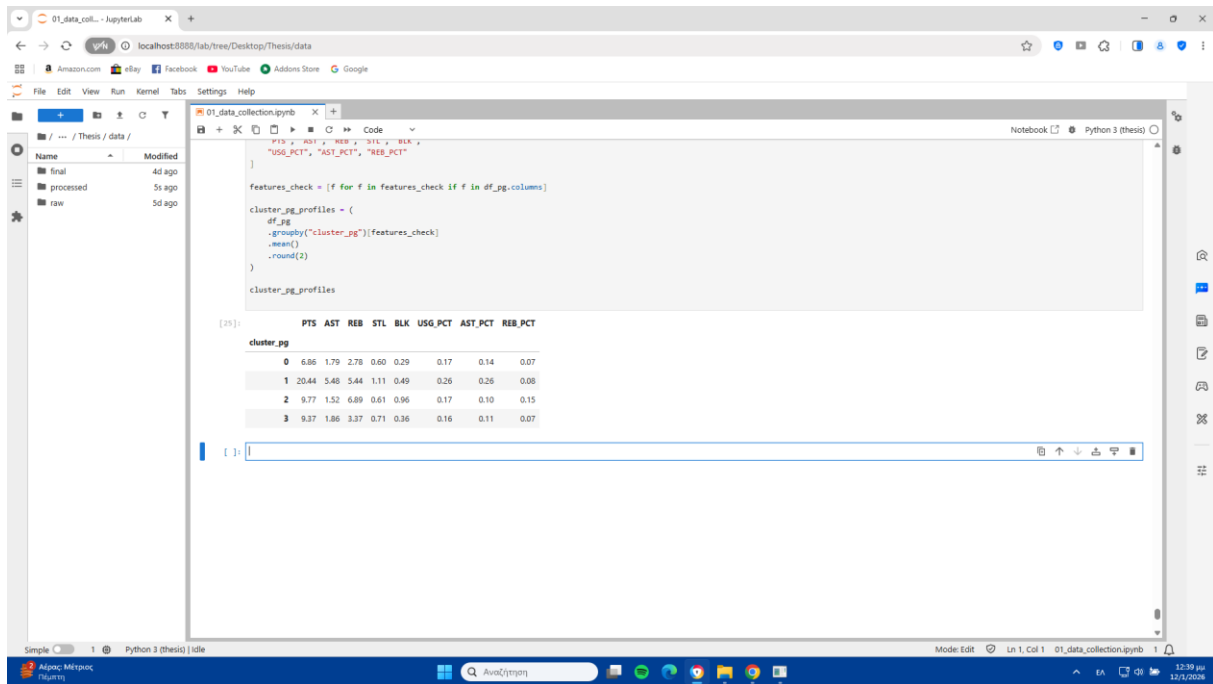 01_data_coll... - JupyterLab
localhost:8888/lab/tree/Desktop/Thesis/data
Amazon.com eBay Facebook YouTube Addons Store Google
File Edit View Run Kernel Tabs Settings Help
01_data_collection.ipynb
Code
Notebook Python 3 (thesis)
/ ··· / Thesis / data /
Name Modified
final 4d ago
processed 5s ago
raw 5d ago
"PTS", "AST", "REB", "STL", "BLK",
"USG_PCT", "AST_PCT", "REB_PCT"
]
features_check = [f for f in features_check if f in df_pg.columns]
cluster_pg_profiles = (
df_pg
.groupby("cluster_pg")[features_check]
.mean()
.round(2)
)
cluster_pg_profiles
[25]:
PTS AST REB STL BLK USG_PCT AST_PCT REB_PCT
cluster_pg
0 6.86 1.79 2.78 0.60 0.29 0.17 0.14 0.07
1 20.44 5.48 5.44 1.11 0.49 0.26 0.26 0.08
2 9.77 1.52 6.89 0.61 0.96 0.17 0.10 0.15
3 9.37 1.86 3.37 0.71 0.36 0.16 0.11 0.07
[ ]:
Simple 1 Python 3 (thesis) | Idle
Mode: Edit Ln 1, Col 1 01_data_collection.ipynb 1
2 Αέρας: Μέτριος
Πέμπτη
Αναζήτηση
ΕΛ
12:39 μμ
12/1/2026